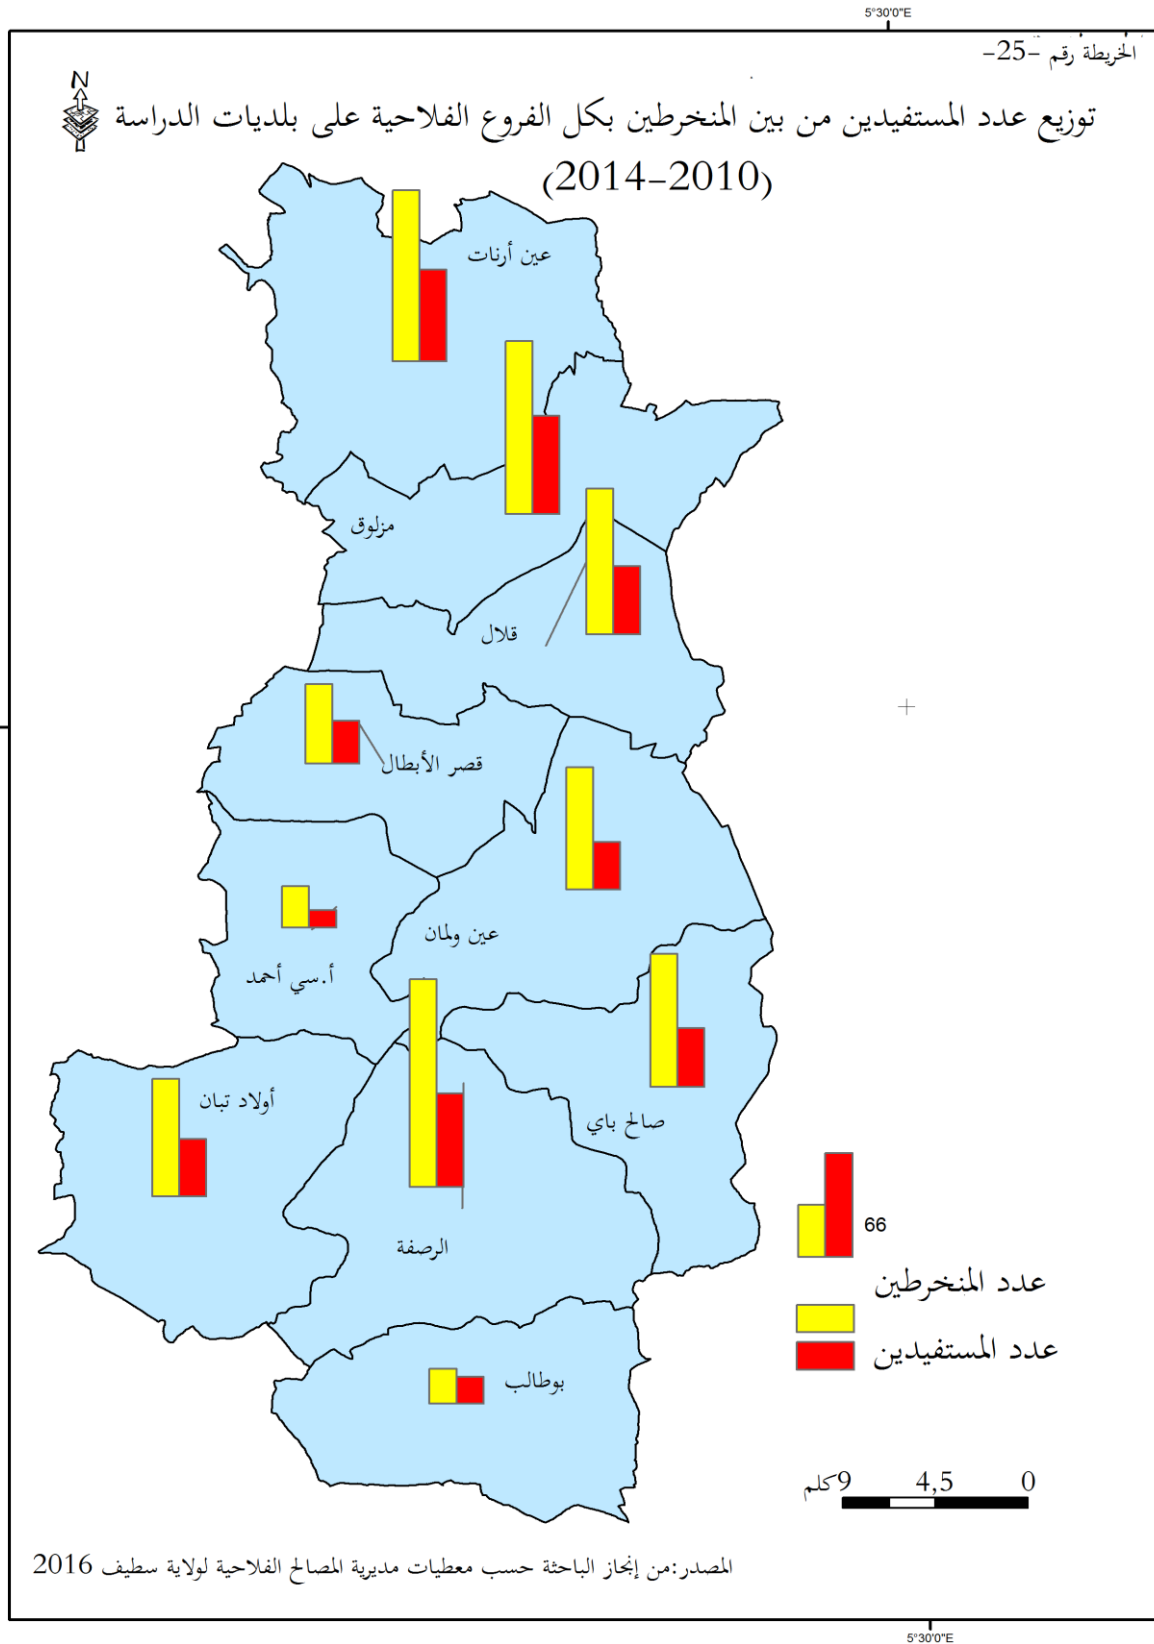 5°30'0"E
الخريطة رقم -25-
N
توزيع عدد المستفيدين من بين المنخرطين بكل الفروع الفلاحية على بلديات الدراسة
(2010-2014)
عين أرنات
مزلوق
قلال
قصر الأبطال
عين ولمان
أ.سي أحمد
أولاد تبان
صالح باي
الرصفة
66
عدد المنخرطين
عدد المستفيدين
بوطالب
0 4,5 9كلم
المصدر:من إنجاز الباحثة حسب معطيات مديرية المصالح الفلاحية لولاية سطيف 2016
5°30'0"E